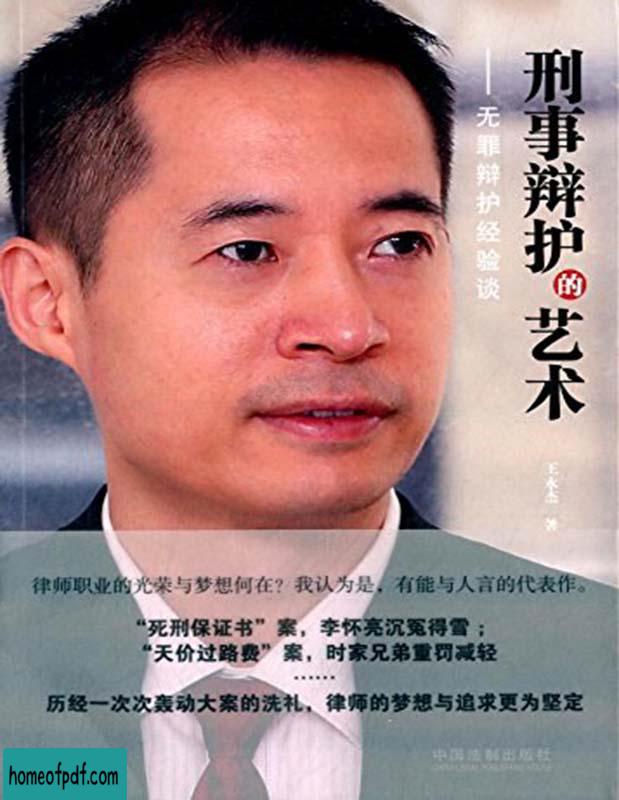 刑事辩护的艺术
——无罪辩护经验谈
王永杰 著
律师职业的光荣与梦想何在？我认为是，有能与人言的代表作。
“死刑保证书”案，李怀亮沉冤得雪；
“天价过路费”案，时家兄弟重罚减轻
……
历经一次次轰动大案的洗礼，律师的梦想与追求更为坚定
中国法制出版社
CHINA LEGAL PUBLISHING HOUSE
homeofpdf.com